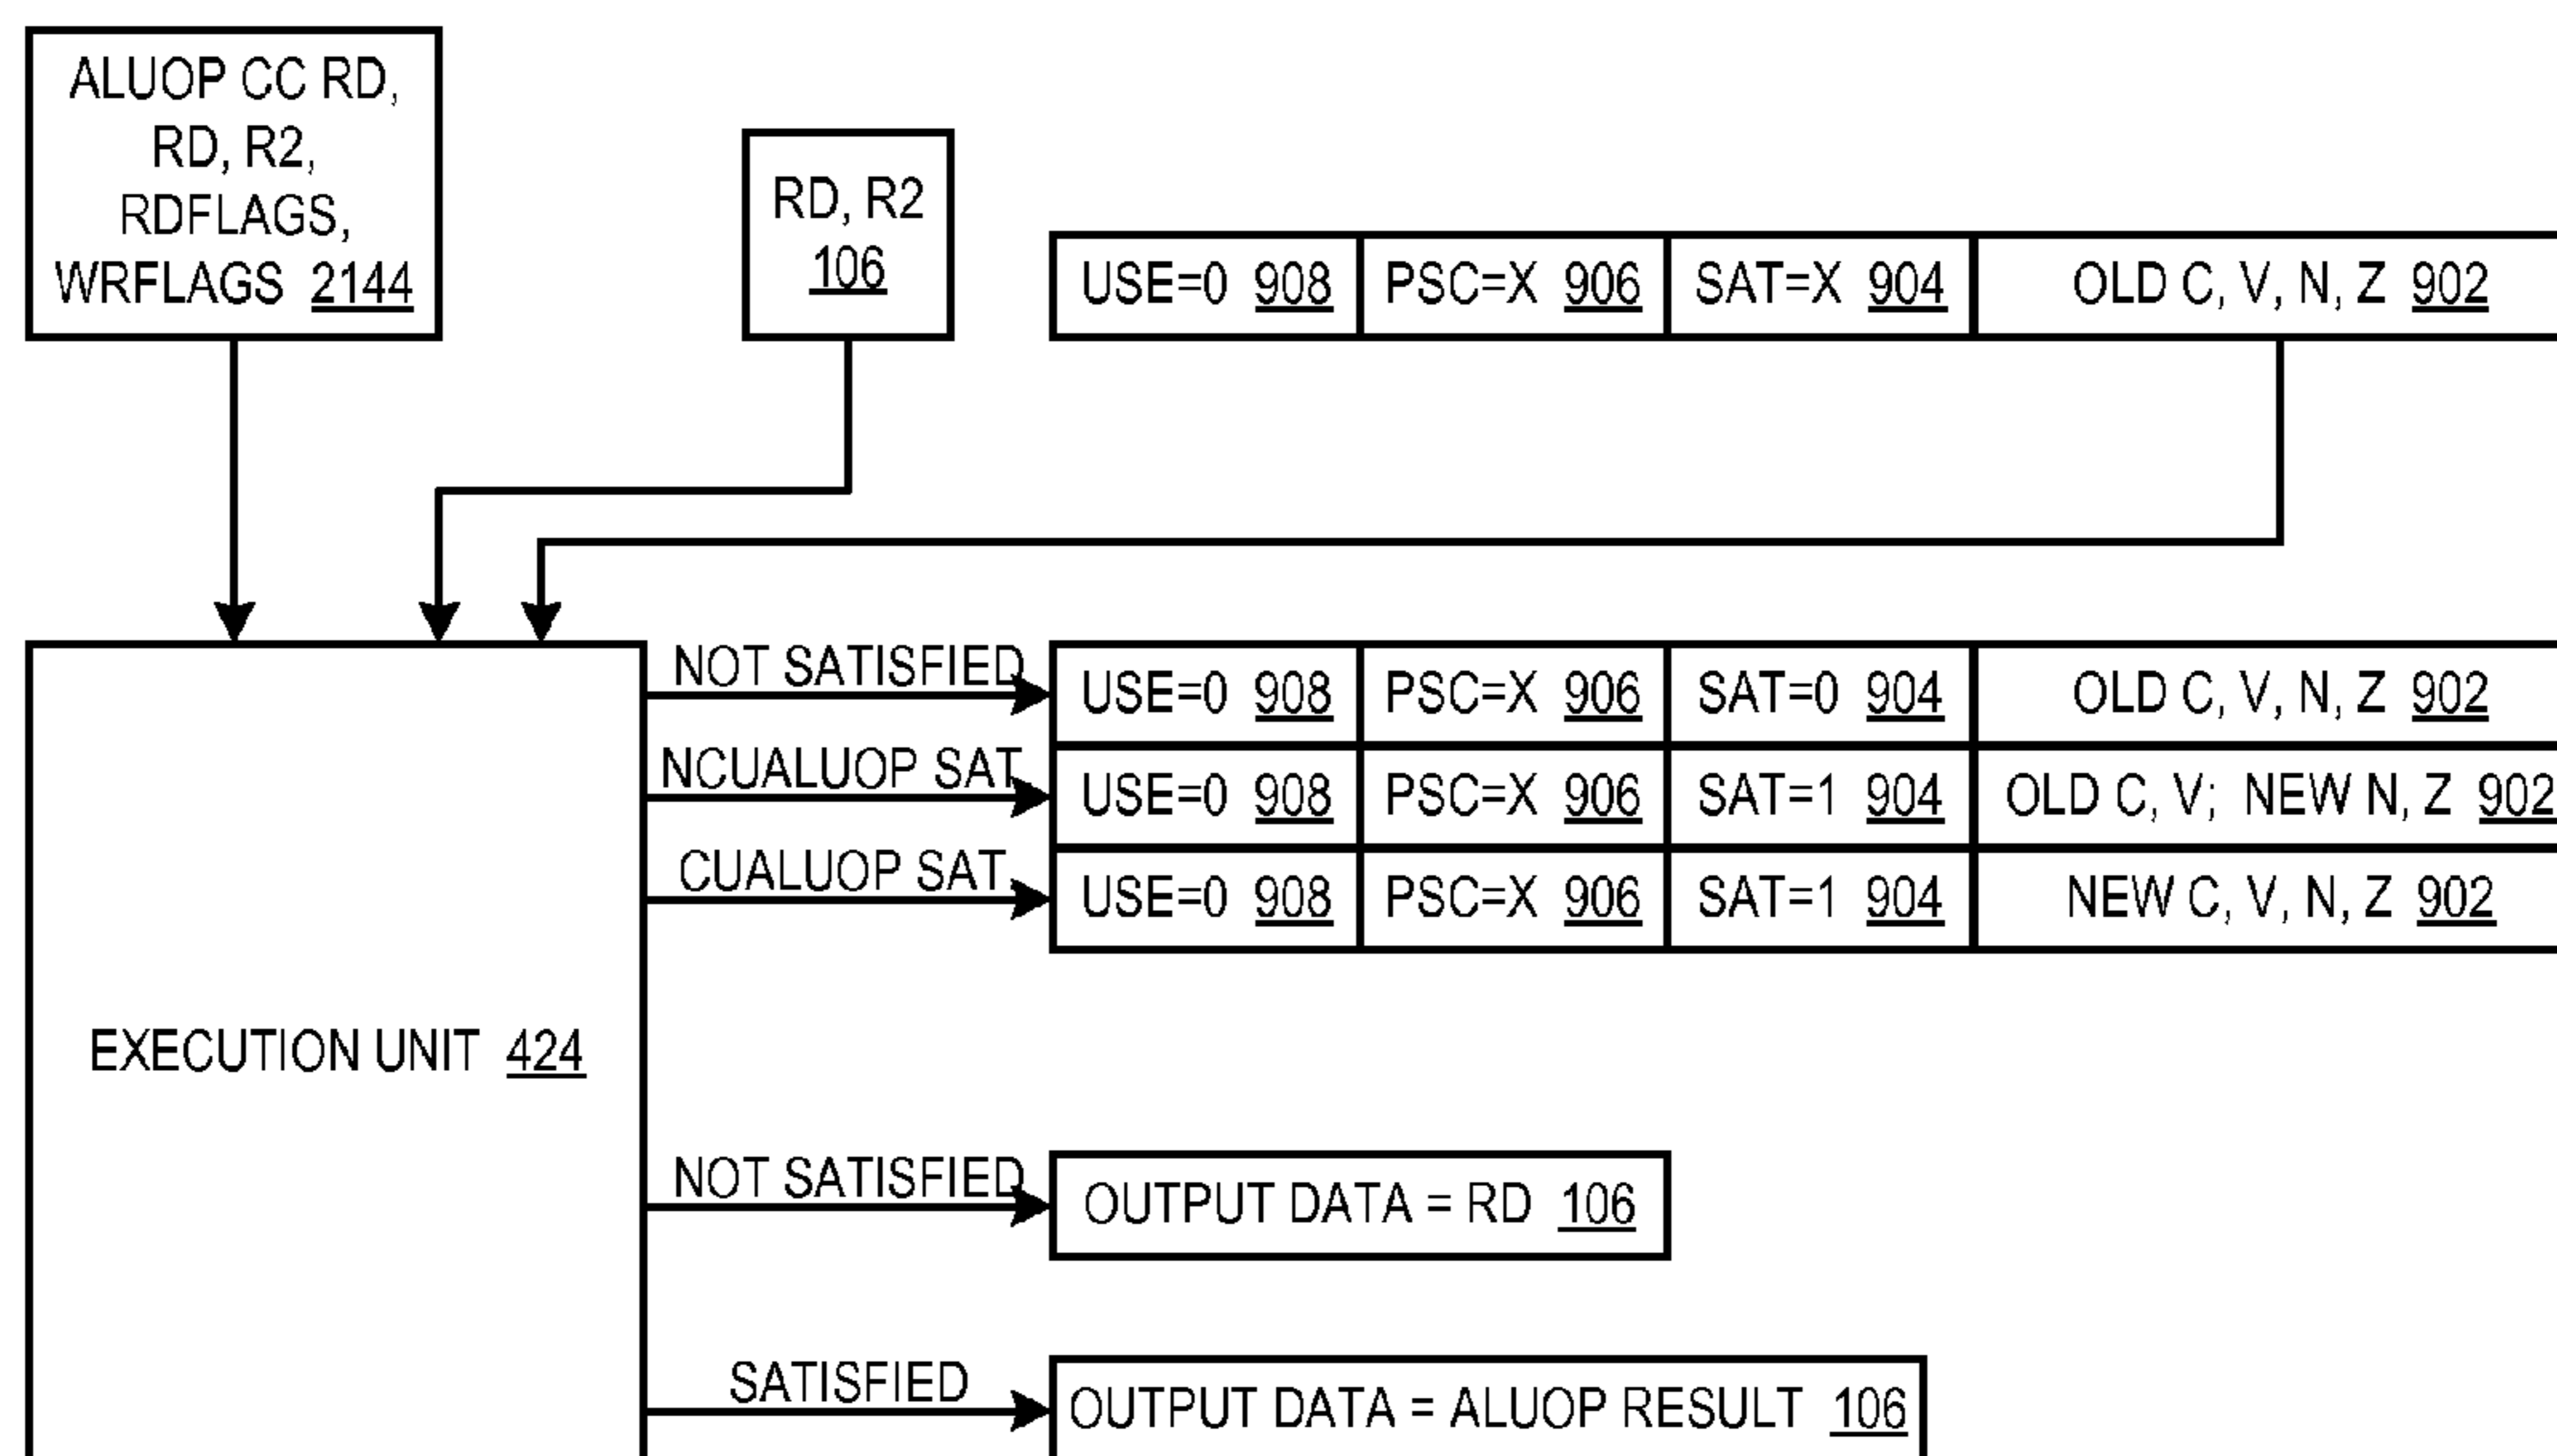 ALUOP CC RD,
RD, R2,
RDFLAGS,
WRFLAGS 2144
RD, R2
106
USE=0 908 PSC=X 906 SAT=X 904 OLD C, V, N, Z 902
NOT SATISFIED USE=0 908 PSC=X 906 SAT=0 904 OLD C, V, N, Z 902
NCUALUOP SAT USE=0 908 PSC=X 906 SAT=1 904 OLD C, V; NEW N, Z 902
CUALUOP SAT USE=0 908 PSC=X 906 SAT=1 904 NEW C, V, N, Z 902
EXECUTION UNIT 424
NOT SATISFIED OUTPUT DATA = RD 106
SATISFIED OUTPUT DATA = ALUOP RESULT 106